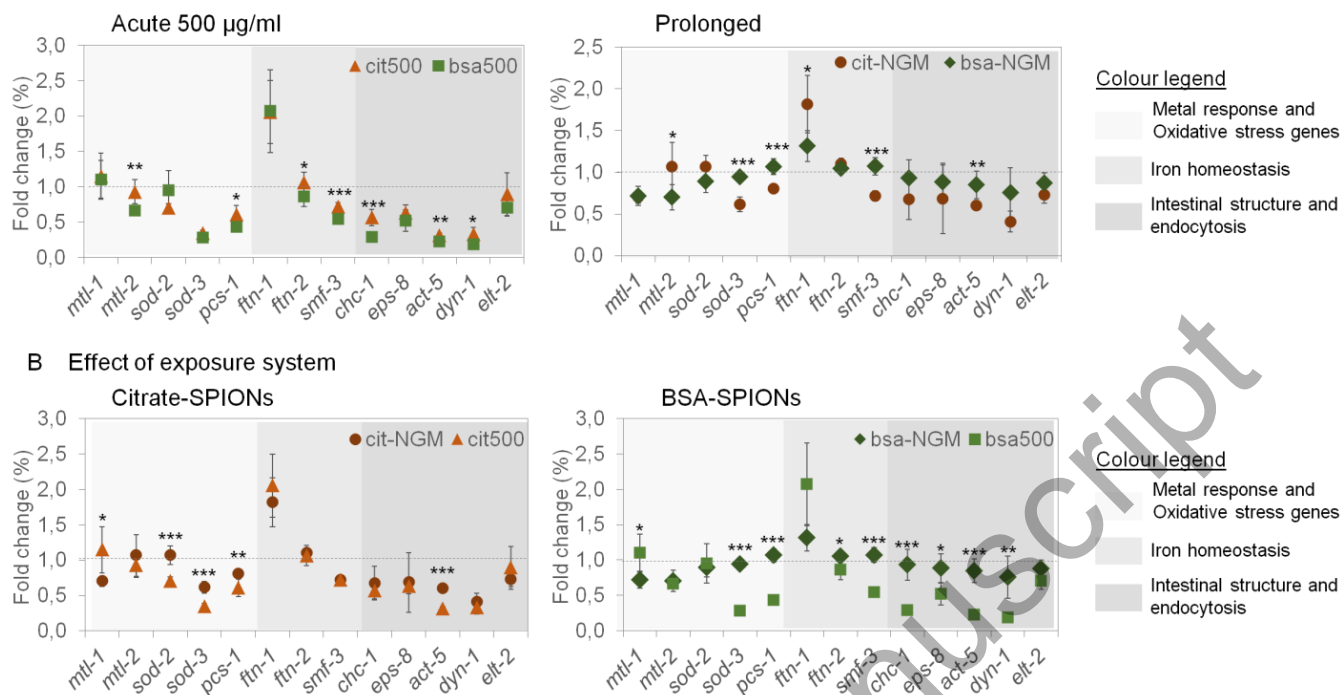 Acute 500 µg/ml
Fold change (%)
3,0
2,5
2,0
1,5
1,0
0,5
0,0
cit500 bsa500
** * * *** *** ** *
mtl-1 mtl-2 sod-2 sod-3 pcs-1 ftn-1 ftn-2 smf-3 chc-1 eps-8 act-5 dyn-1 elt-2
Prolonged
Fold change (%)
2,5
2,0
1,5
1,0
0,5
0,0
cit-NGM bsa-NGM
* *** *** * *** **
mtl-1 mtl-2 sod-2 sod-3 pcs-1 ftn-1 ftn-2 smf-3 chc-1 eps-8 act-5 dyn-1 elt-2
Colour legend
Metal response and
Oxidative stress genes
Iron homeostasis
Intestinal structure and
endocytosis
B Effect of exposure system
Citrate-SPIONs
Fold change (%)
3,0
2,5
2,0
1,5
1,0
0,5
0,0
cit-NGM cit500
* *** *** ** ***
mtl-1 mtl-2 sod-2 sod-3 pcs-1 ftn-1 ftn-2 smf-3 chc-1 eps-8 act-5 dyn-1 elt-2
BSA-SPIONs
Fold change (%)
3,0
2,5
2,0
1,5
1,0
0,5
0,0
bsa-NGM bsa500
* *** *** * *** *** * *** **
mtl-1 mtl-2 sod-2 sod-3 pcs-1 ftn-1 ftn-2 smf-3 chc-1 eps-8 act-5 dyn-1 elt-2
Colour legend
Metal response and
Oxidative stress genes
Iron homeostasis
Intestinal structure and
endocytosis